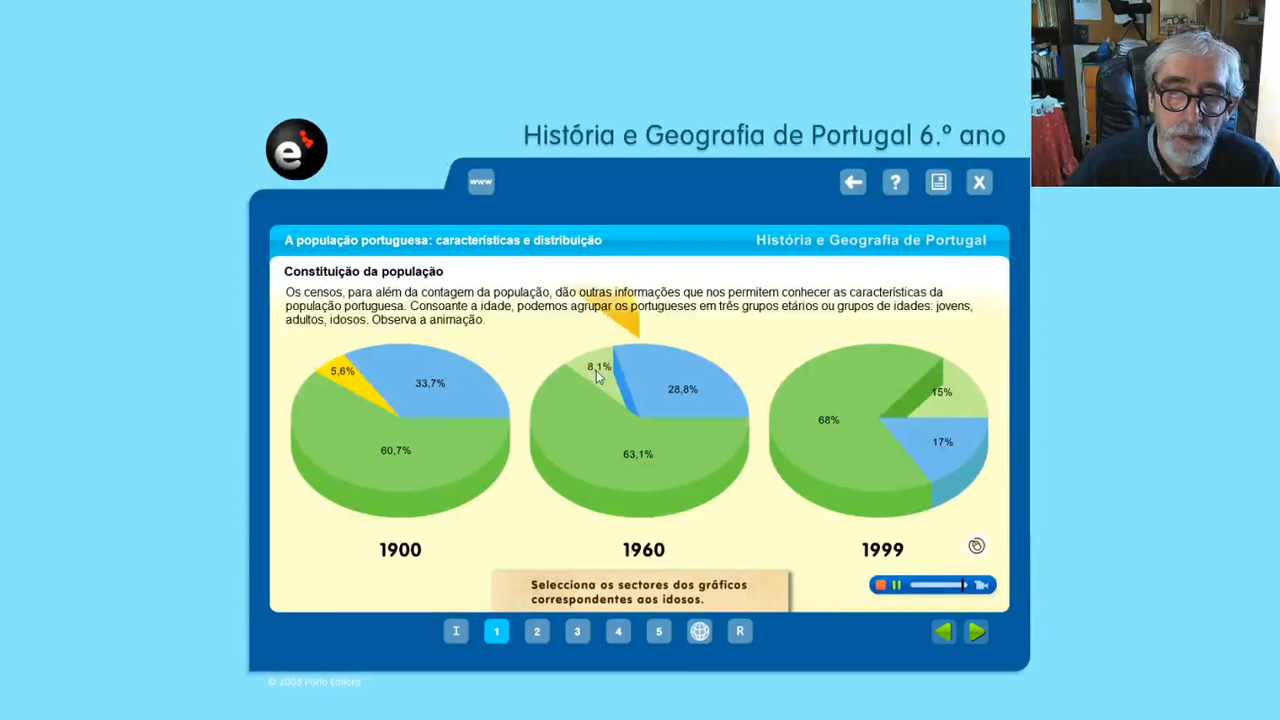 História e Geografia de Portugal 6.º ano
e
www
?
X
A população portuguesa: características e distribuição
História e Geografia de Portugal
Constituição da população
Os censos, para além da contagem da população, dão outras informações que nos permitem conhecer as características da
população portuguesa. Consoante a idade, podemos agrupar os portugueses em três grupos etários ou grupos de idades: jovens,
adultos, idosos. Observa a animação.
5,6%
33,7%
60,7%
8,1%
28,8%
63,1%
68%
15%
17%
1900
1960
1999
Selecciona os sectores dos gráficos
correspondentes aos idosos.
I
1
2
3
4
5
R
© 2008 Porto Editora